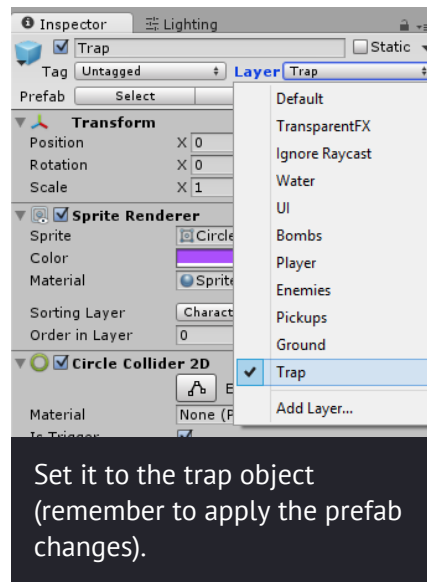 Inspector Lighting
Trap Static
Tag Untagged Layer Trap
Prefab Select
Transform
Position X 0
Rotation X 0
Scale X 1
Sprite Renderer
Sprite Circle
Color
Material Sprite
Sorting Layer Charact
Order in Layer 0
Circle Collider 2D
E
Material None (P
Is Trigger
Default
TransparentFX
Ignore Raycast
Water
UI
Bombs
Player
Enemies
Pickups
Ground
Trap
Add Layer...
Set it to the trap object
(remember to apply the prefab
changes).